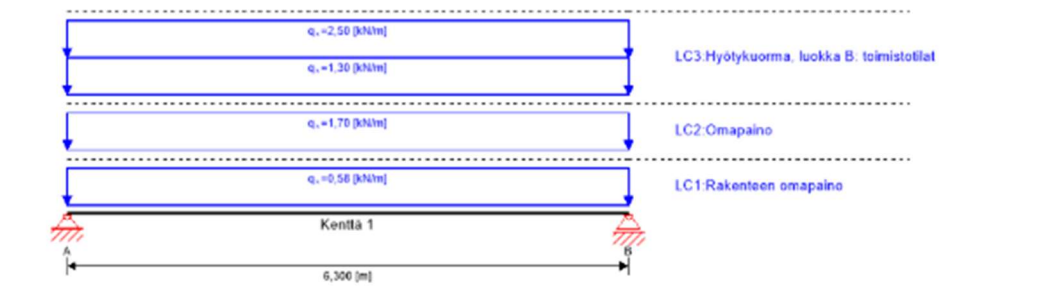 qₖ=2,50 [kN/m]
LC3:Hyötykuorma, luokka B: toimistotilat
qₖ=1,30 [kN/m]
qₖ=1,70 [kN/m]
LC2:Omapaino
qₖ=0,58 [kN/m]
LC1:Rakenteen omapaino
Kenttä 1
A
B
6,300 [m]